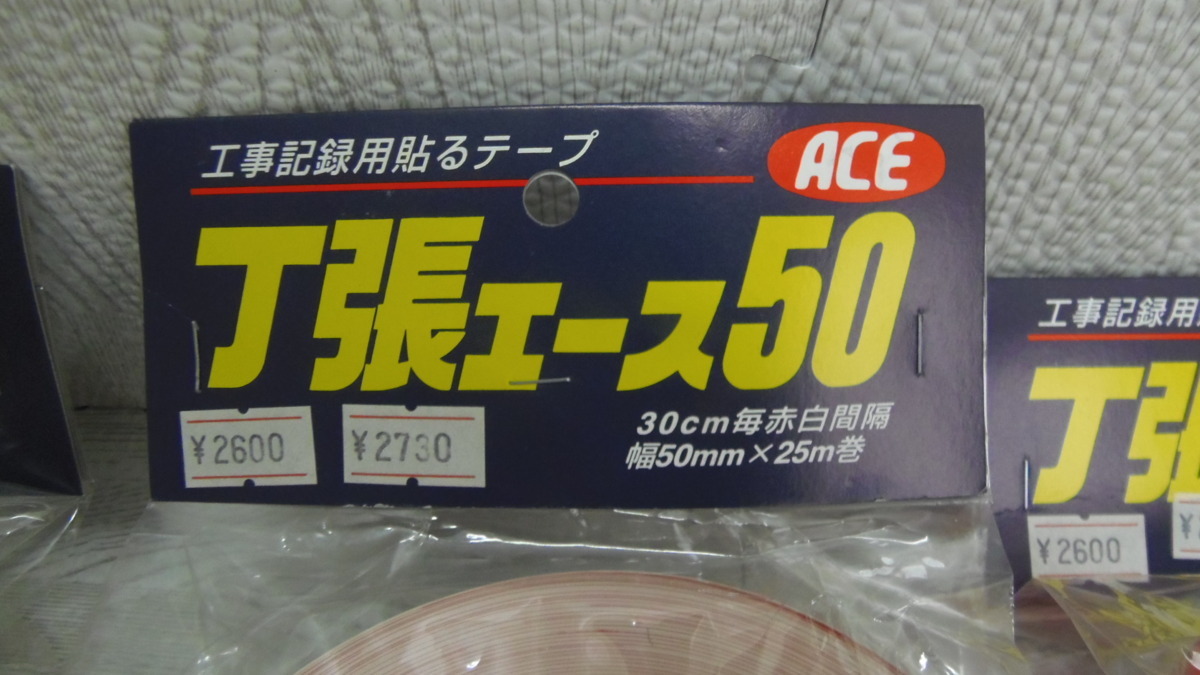 工事記録用貼るテープ
ACE
丁張エース50
30cm毎赤白間隔
幅50mm×25m巻
¥2600
¥2730
工事記録用
丁張
¥2600
¥